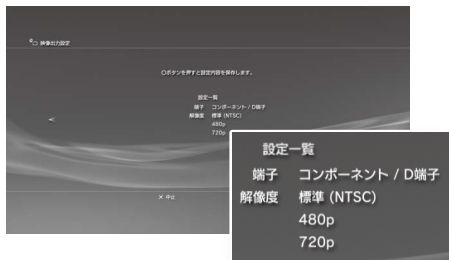 映像出力設定
○ボタンを押すと設定内容を保存します。
設定一覧
端子 コンポーネント / D端子
解像度 標準 (NTSC)
480p
720p
× 中止
設定一覧
端子 コンポーネント / D端子
解像度 標準 (NTSC)
480p
720p